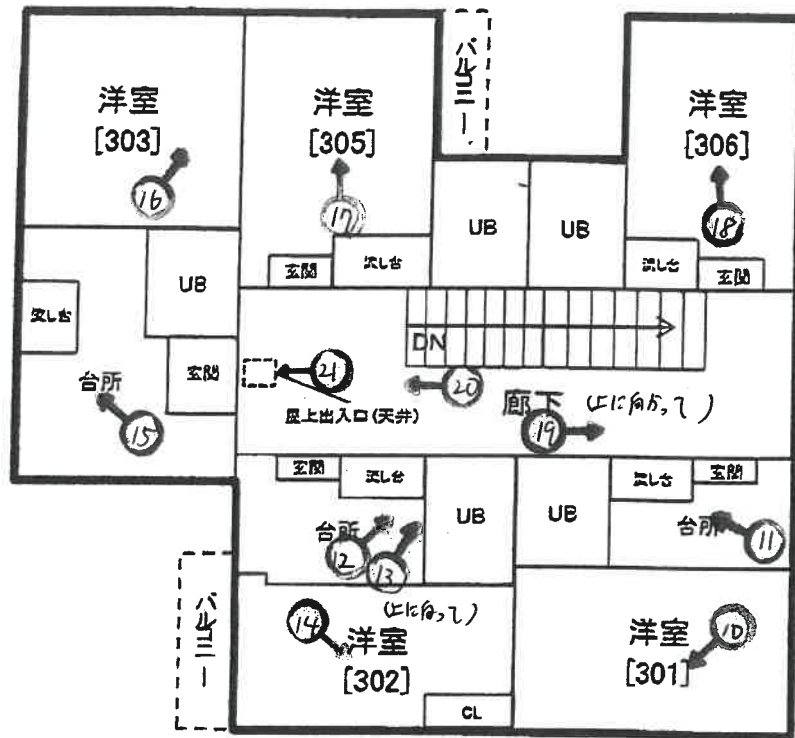 バルコニー
洋室
[303]
洋室
[305]
洋室
[306]
16
17
18
UB
UB
玄関
流し台
流し台
玄関
UB
流し台
玄関
台所
15
DN
21
20
屋上出入口(天井)
廊下
(上に向かって)
19
玄関
流し台
UB
UB
流し台
玄関
台所
12
13
台所
11
(上に向って)
14
洋室
[302]
CL
洋室
[301]
10
バルコニー